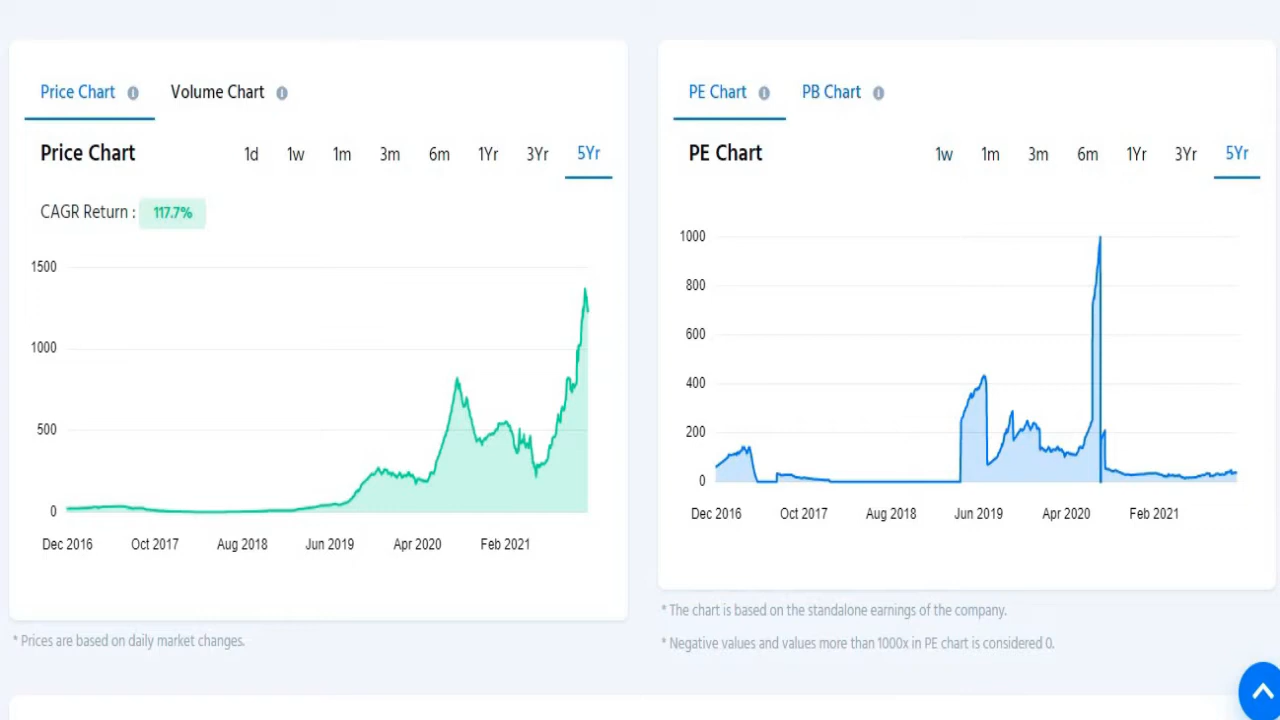 Price Chart
Volume Chart
Price Chart
1d 1w 1m 3m 6m 1Yr 3Yr 5Yr
CAGR Return : 117.7%
1500
1000
500
0
Dec 2016 Oct 2017 Aug 2018 Jun 2019 Apr 2020 Feb 2021
* Prices are based on daily market changes.
PE Chart
PB Chart
PE Chart
1w 1m 3m 6m 1Yr 3Yr 5Yr
1000
800
600
400
200
0
Dec 2016 Oct 2017 Aug 2018 Jun 2019 Apr 2020 Feb 2021
* The chart is based on the standalone earnings of the company.
* Negative values and values more than 1000x in PE chart is considered 0.